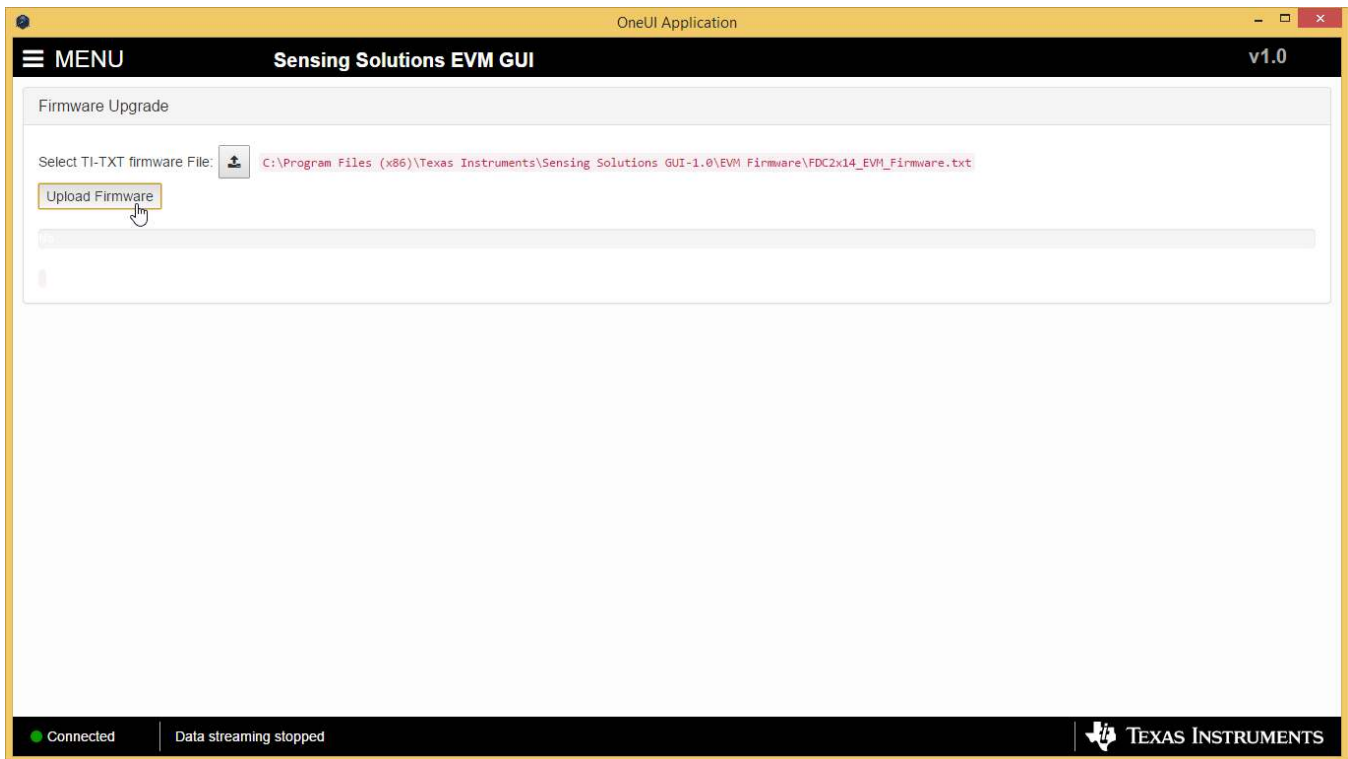 OneUI Application
MENU
Sensing Solutions EVM GUI
v1.0
Firmware Upgrade
Select TI-TXT firmware File: C:\Program Files (x86)\Texas Instruments\Sensing Solutions GUI-1.0\EVM Firmware\FDC2x14_EVM_Firmware.txt
Upload Firmware
Connected
Data streaming stopped
TEXAS INSTRUMENTS